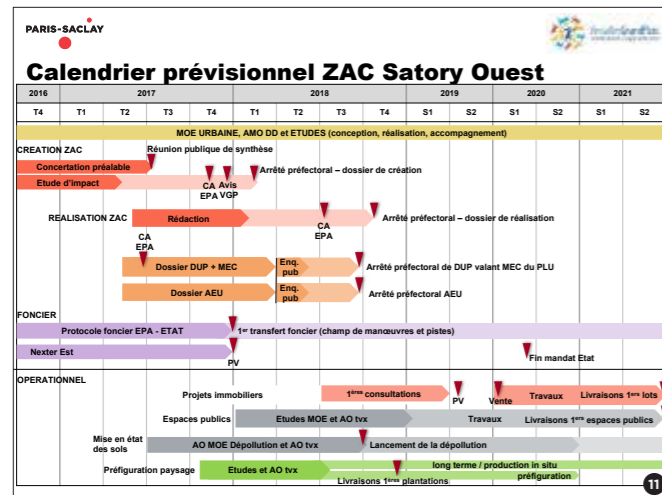 PARIS-SACLAY
Calendrier prévisionnel ZAC Satory Ouest
2016 2017 2018 2019 2020 2021
T4 T1 T2 T3 T4 T1 T2 T3 T4 S1 S2 S1 S2 S1 S2
MOE URBAINE, AMO DD et ETUDES (conception, réalisation, accompagnement)
CREATION ZAC
Réunion publique de synthèse
Concertation préalable
Etude d'impact
CA EPA
Avis VGP
Arrêté préfectoral – dossier de création
REALISATION ZAC
Rédaction
CA EPA
Arrêté préfectoral – dossier de réalisation
CA EPA
Dossier DUP + MEC
Enq. pub
Arrêté préfectoral de DUP valant MEC du PLU
Dossier AEU
Enq. pub
Arrêté préfectoral AEU
FONCIER
Protocole foncier EPA - ETAT
1er transfert foncier (champ de manœuvres et pistes)
Nexter Est
PV
Fin mandat Etat
OPERATIONNEL
Projets immobiliers
1ères consultations
PV
Vente
Travaux
Livraisons 1ers lots
Espaces publics
Etudes MOE et AO tvx
Travaux
Livraisons 1ers espaces publics
Mise en état des sols
AO MOE Dépollution et AO tvx
Lancement de la dépollution
Préfiguration paysage
Etudes et AO tvx
long terme / production in situ
préfiguration
Livraisons 1ères plantations
11